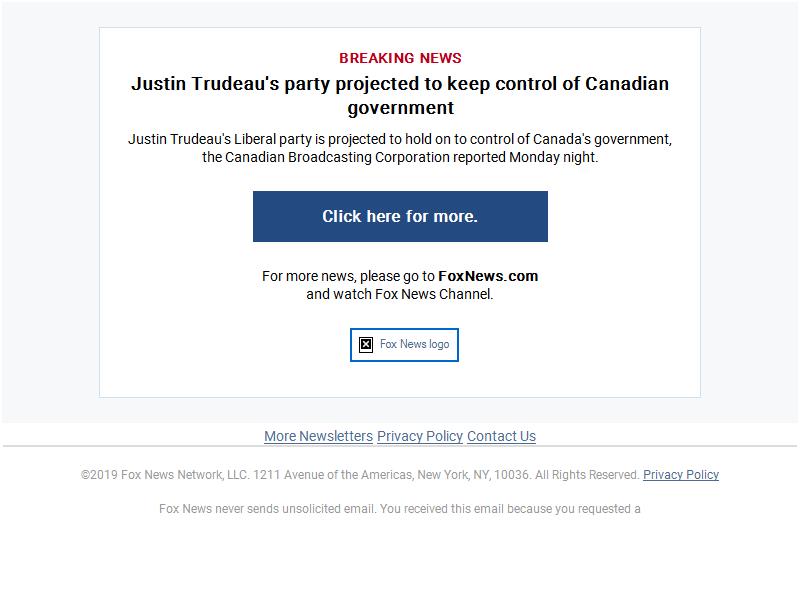 BREAKING NEWS
Justin Trudeau's party projected to keep control of Canadian
government
Justin Trudeau's Liberal party is projected to hold on to control of Canada's government,
the Canadian Broadcasting Corporation reported Monday night.
Click here for more.
For more news, please go to FoxNews.com
and watch Fox News Channel.
Fox News logo
More Newsletters Privacy Policy Contact Us
©2019 Fox News Network, LLC. 1211 Avenue of the Americas, New York, NY, 10036. All Rights Reserved. Privacy Policy
Fox News never sends unsolicited email. You received this email because you requested a